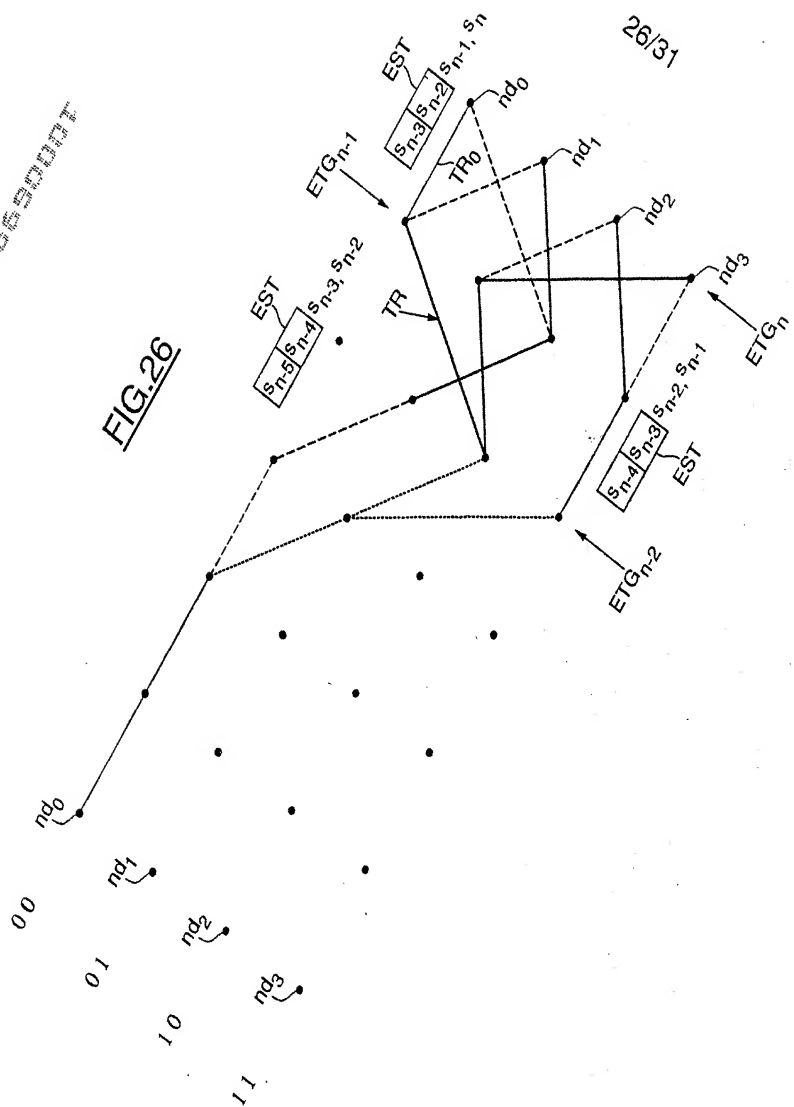 26/31
FIG.26
EST
s_{n-3} s_{n-2} s_{n-1}, s_n
EST
s_{n-5} s_{n-4} s_{n-3}, s_{n-2}
ETG_{n-1}
TR_0
TR
nd_0
nd_1
nd_2
nd_3
ETG_n
s_{n-4} s_{n-3} s_{n-2}, s_{n-1}
EST
ETG_{n-2}
0 0 nd_0
0 1 nd_1
1 0 nd_2
1 1 nd_3